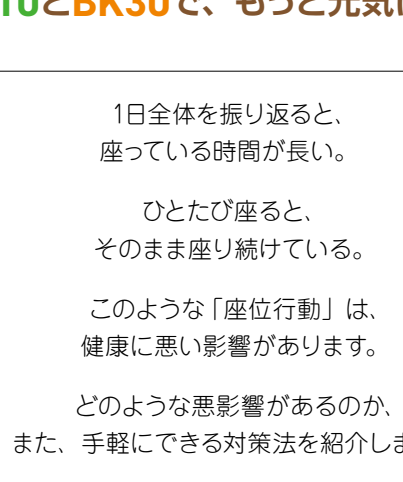 10とBK30で、もっと元気に
1日全体を振り返ると、
座っている時間が長い。
ひとたび座ると、
そのまま座り続けている。
このような「座位行動」は、
健康に悪い影響があります。
どのような悪影響があるのか、
また、手軽にできる対策法を紹介しま